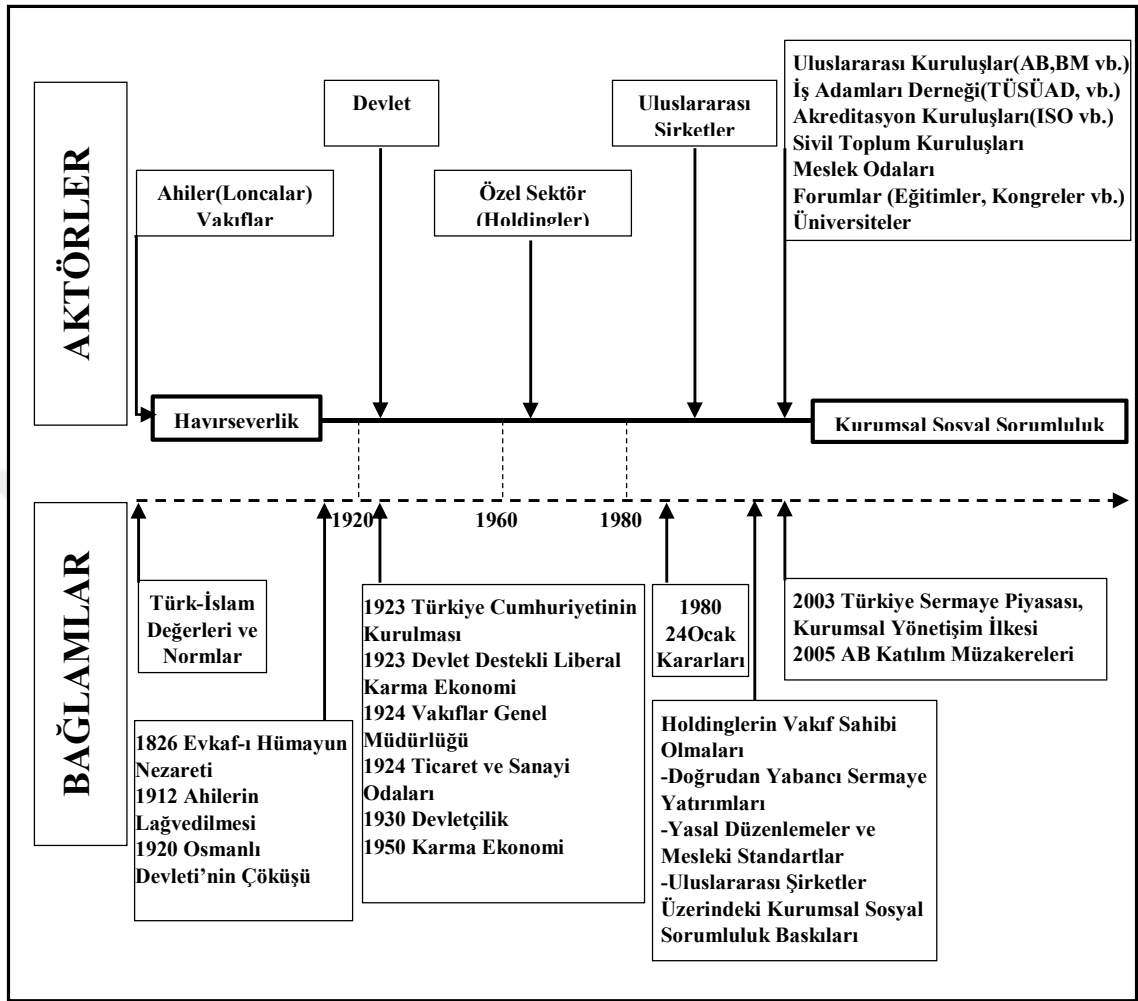 AKTÖRLER
Ahiler(Loncalar)
Vakıflar
Devlet
Özel Sektör
(Holdingler)
Uluslararası
Şirketler
Uluslararası Kuruluşlar(AB,BM vb.)
İş Adamları Derneği(TÜSÜAD, vb.)
Akreditasyon Kuruluşları(ISO vb.)
Sivil Toplum Kuruluşları
Meslek Odaları
Forumlar (Eğitimler, Kongreler vb.)
Üniversiteler
Hayırseverlik
Kurumsal Sosyal Sorumluluk
1920
1960
1980
BAĞLAMLAR
Türk-İslam
Değerleri ve
Normlar
1826 Evkaf-ı Hümayun
Nezareti
1912 Ahilerin
Lağvedilmesi
1920 Osmanlı
Devleti’nin Çöküşü
1923 Türkiye Cumhuriyetinin
Kurulması
1923 Devlet Destekli Liberal
Karma Ekonomi
1924 Vakıflar Genel
Müdürlüğü
1924 Ticaret ve Sanayi
Odaları
1930 Devletçilik
1950 Karma Ekonomi
1980
24Ocak
Kararları
Holdinglerin Vakıf Sahibi
Olmaları
-Doğrudan Yabancı Sermaye
Yatırımları
-Yasal Düzenlemeler ve
Mesleki Standartlar
-Uluslararası Şirketler
Üzerindeki Kurumsal Sosyal
Sorumluluk Baskıları
2003 Türkiye Sermaye Piyasası,
Kurumsal Yönetişim İlkesi
2005 AB Katılım Müzakereleri